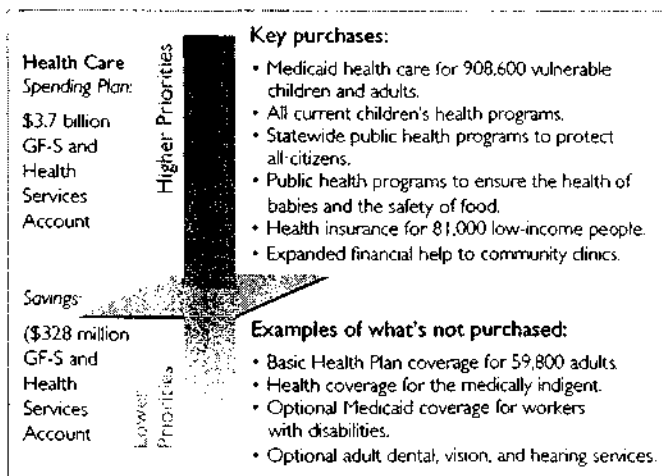 Health Care
Spending Plan:
$3.7 billion
GF-S and
Health
Services
Account
Higher Priorities
Key purchases:
• Medicaid health care for 908,600 vulnerable
children and adults.
• All current children's health programs.
• Statewide public health programs to protect
all citizens.
• Public health programs to ensure the health of
babies and the safety of food.
• Health insurance for 81,000 low-income people.
• Expanded financial help to community clinics.
Savings:
($328 million
GF-S and
Health
Services
Account
Lower
Priorities
Examples of what's not purchased:
• Basic Health Plan coverage for 59,800 adults.
• Health coverage for the medically indigent.
• Optional Medicaid coverage for workers
with disabilities.
• Optional adult dental, vision, and hearing services.